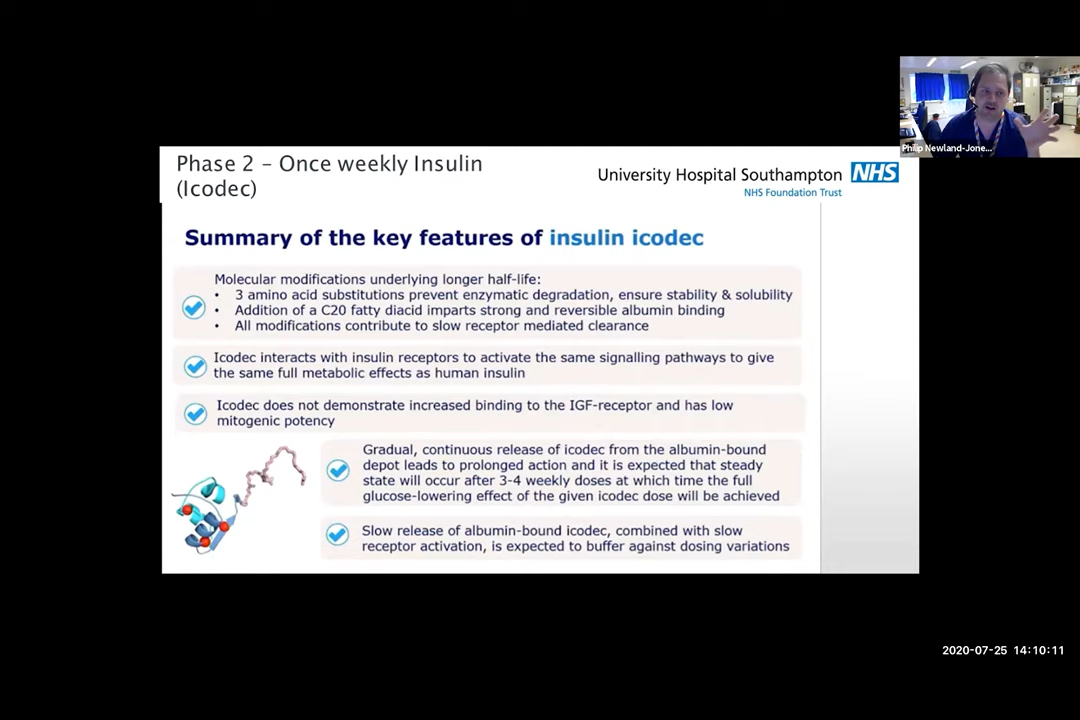 Philip Newland-Jone...
Phase 2 – Once weekly Insulin
(Icodec)
University Hospital Southampton NHS
NHS Foundation Trust
Summary of the key features of insulin icodec
Molecular modifications underlying longer half-life:
• 3 amino acid substitutions prevent enzymatic degradation, ensure stability & solubility
• Addition of a C20 fatty diacid imparts strong and reversible albumin binding
• All modifications contribute to slow receptor mediated clearance
Icodec interacts with insulin receptors to activate the same signalling pathways to give
the same full metabolic effects as human insulin
Icodec does not demonstrate increased binding to the IGF-receptor and has low
mitogenic potency
Gradual, continuous release of icodec from the albumin-bound
depot leads to prolonged action and it is expected that steady
state will occur after 3-4 weekly doses at which time the full
glucose-lowering effect of the given icodec dose will be achieved
Slow release of albumin-bound icodec, combined with slow
receptor activation, is expected to buffer against dosing variations
2020-07-25 14:10:11